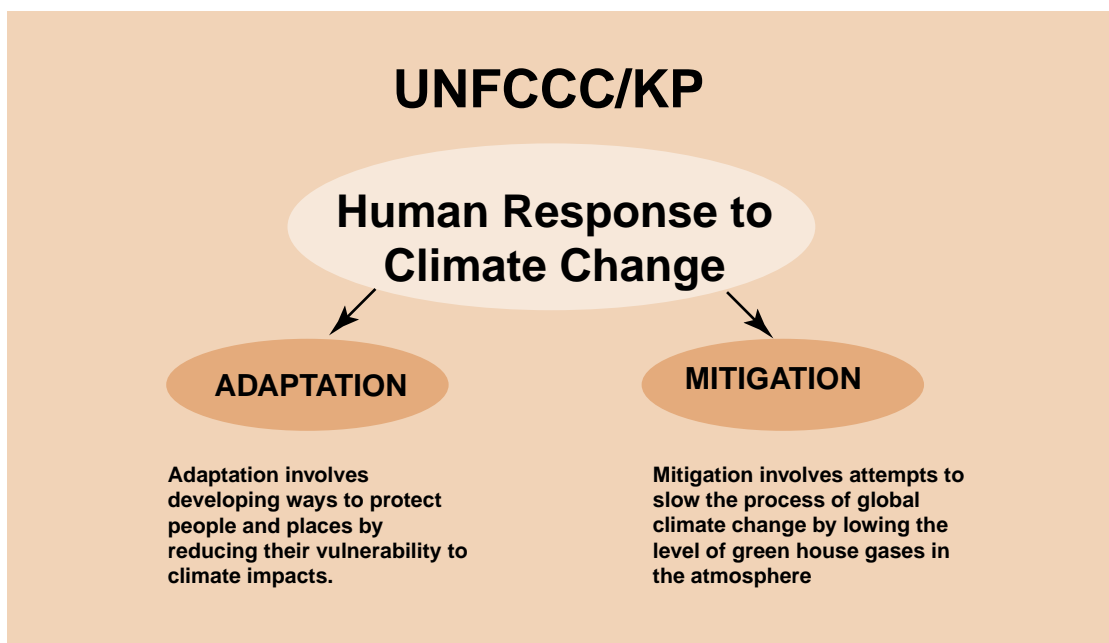 UNFCCC/KP
Human Response to
Climate Change
ADAPTATION
MITIGATION
Adaptation involves
developing ways to protect
people and places by
reducing their vulnerability to
climate impacts.
Mitigation involves attempts to
slow the process of global
climate change by lowing the
level of green house gases in
the atmosphere